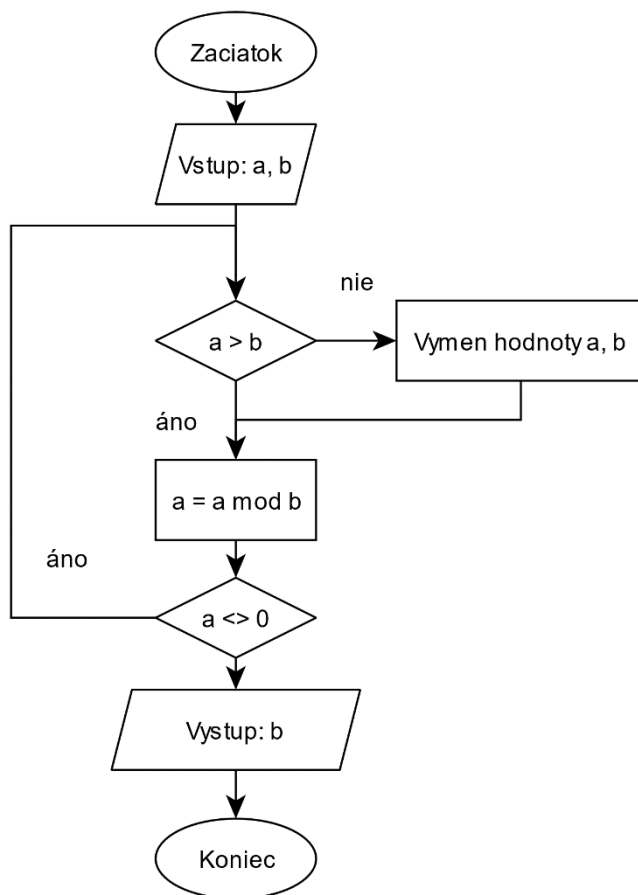 Zaciatok
Vstup: a, b
nie
a > b
Vymen hodnoty a, b
áno
a = a mod b
áno
a <> 0
Vystup: b
Koniec